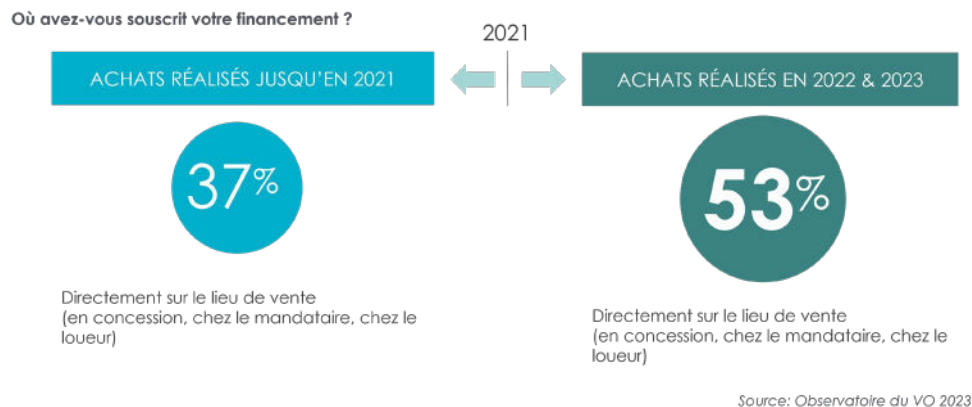 Où avez-vous souscrit votre financement ?
2021
ACHATS RÉALISÉS JUSQU'EN 2021
ACHATS RÉALISÉS EN 2022 & 2023
37%
53%
Directement sur le lieu de vente
(en concession, chez le mandataire, chez le
loueur)
Directement sur le lieu de vente
(en concession, chez le mandataire, chez le
loueur)
Source: Observatoire du VO 2023